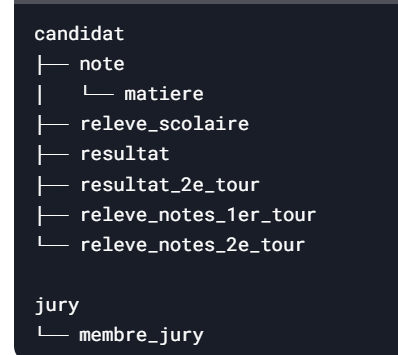 candidat
├── note
│   └── matiere
├── releve_scolaire
├── resultat
├── resultat_2e_tour
├── releve_notes_1er_tour
└── releve_notes_2e_tour

jury
└── membre_jury